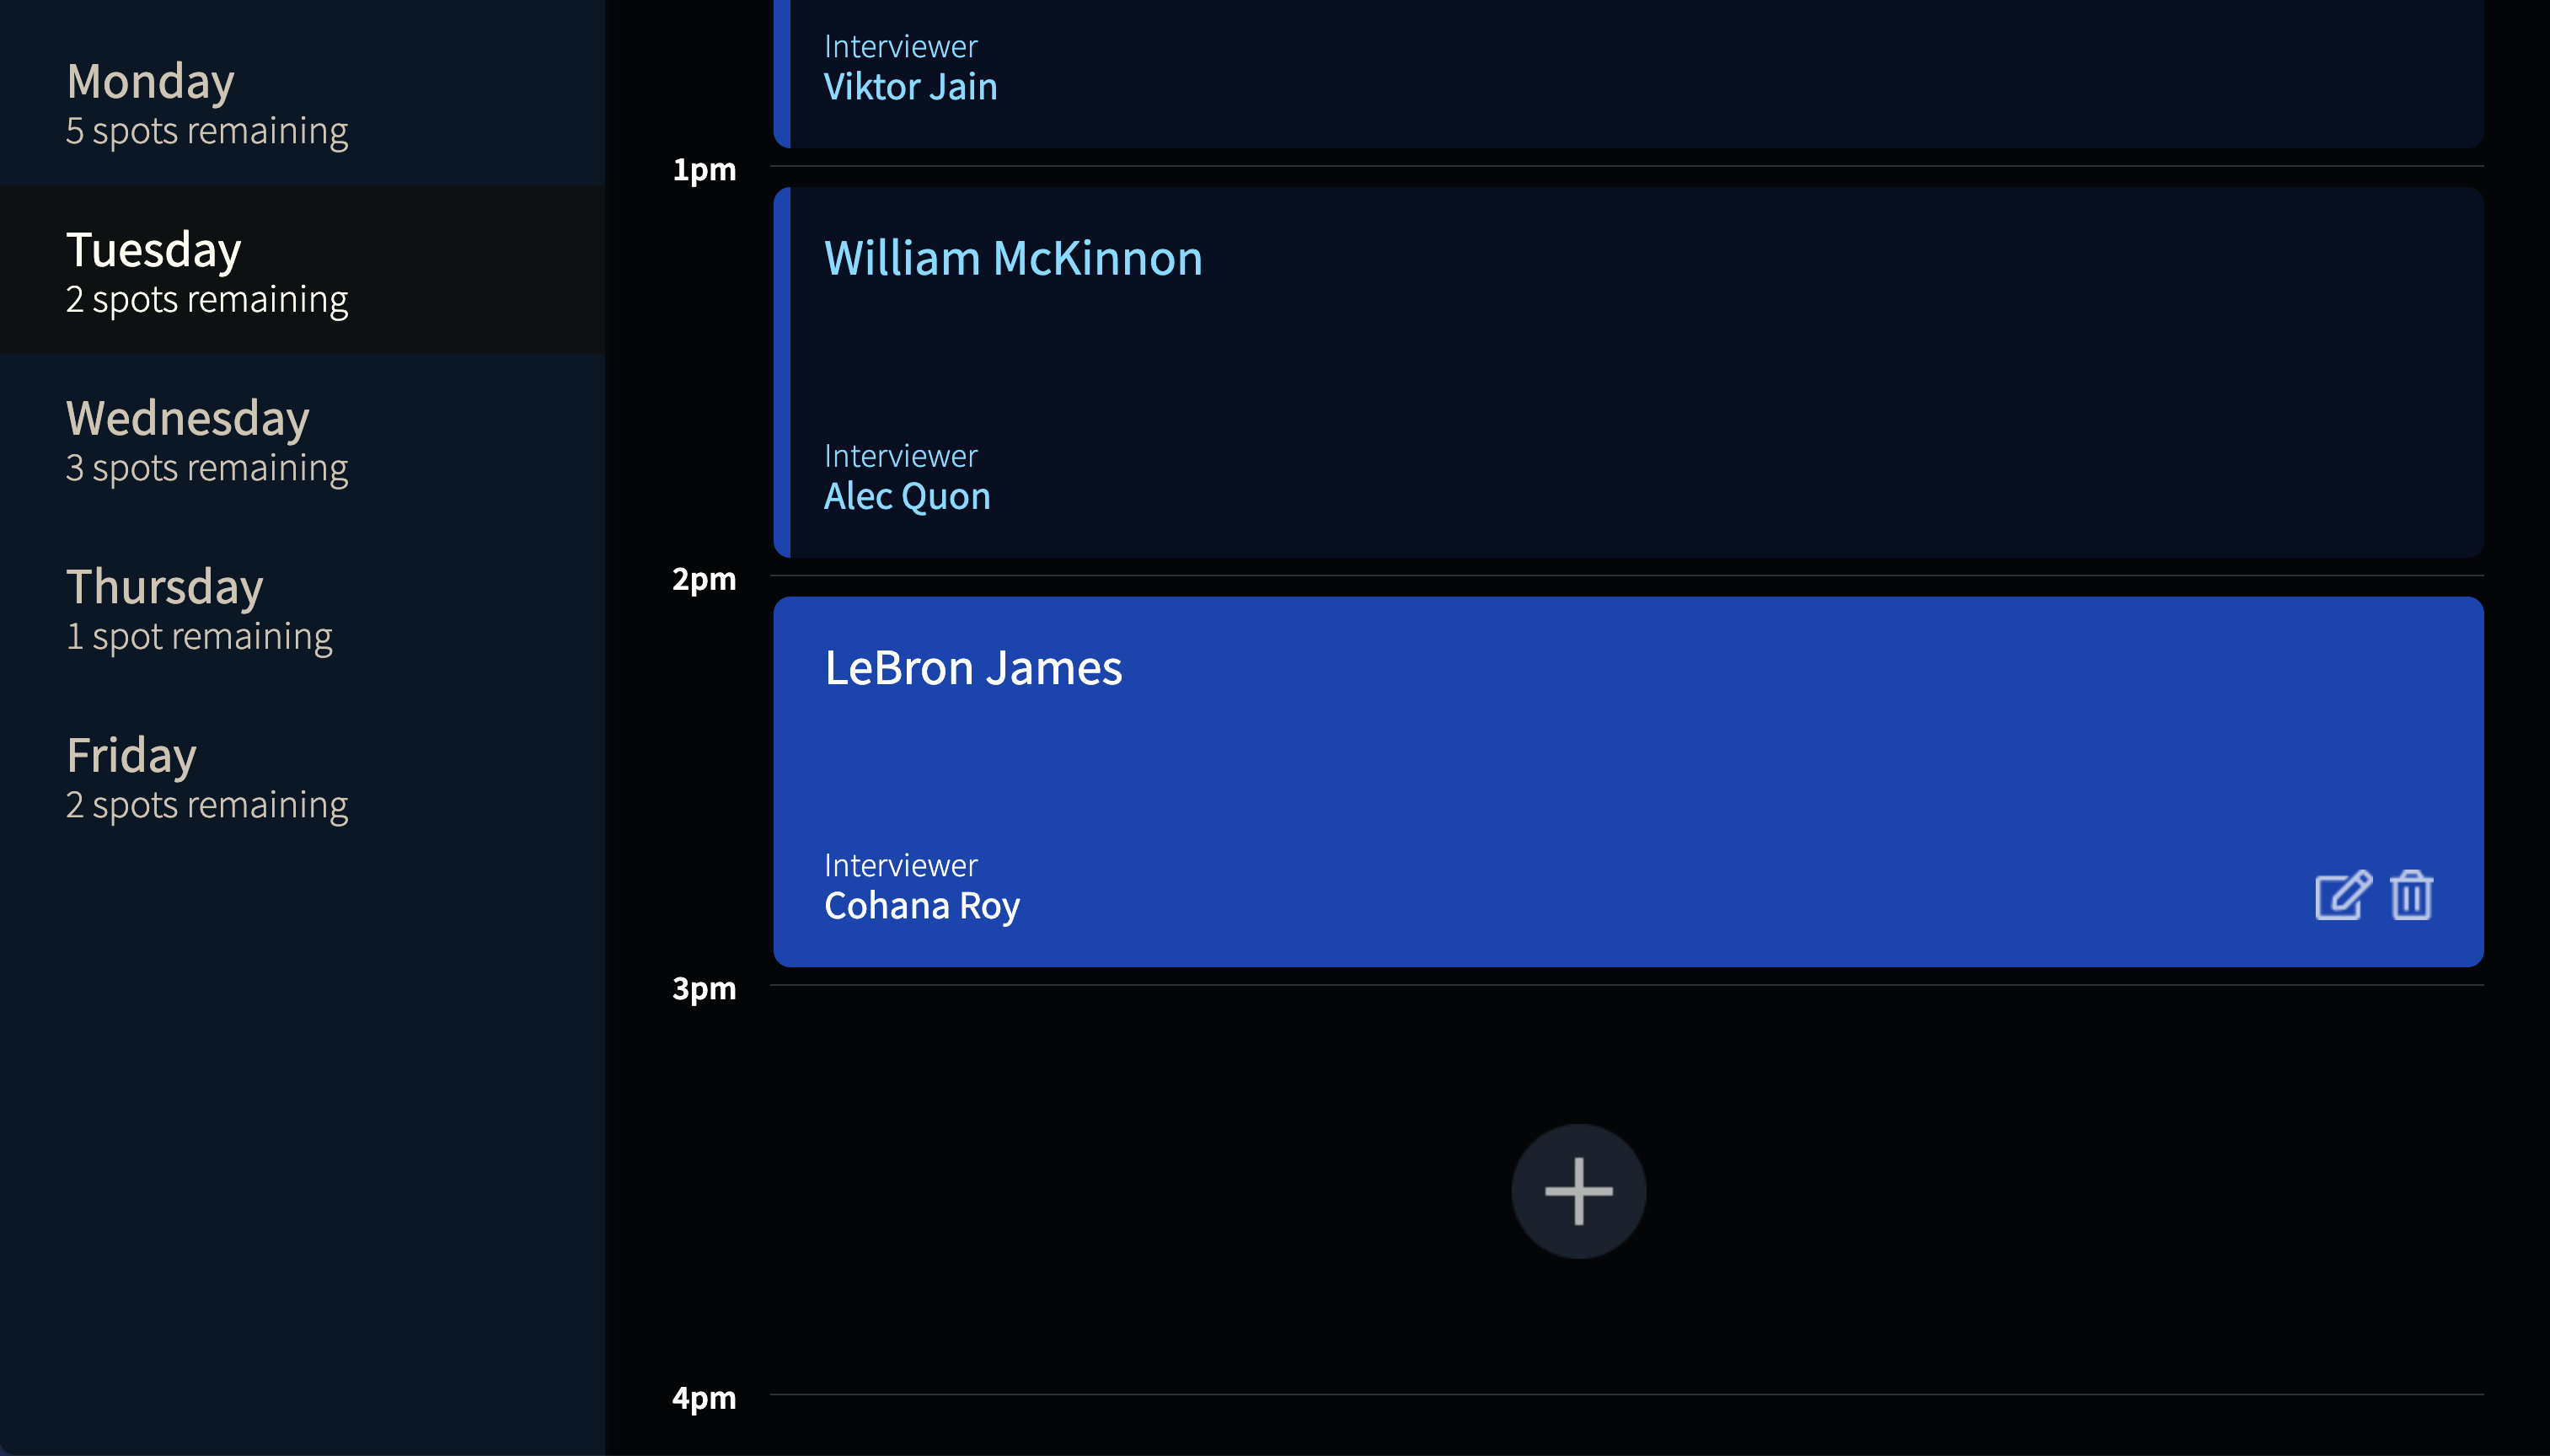 Monday
5 spots remaining
Tuesday
2 spots remaining
Wednesday
3 spots remaining
Thursday
1 spot remaining
Friday
2 spots remaining
Interviewer
Viktor Jain
1pm
William McKinnon
Interviewer
Alec Quon
2pm
LeBron James
Interviewer
Cohana Roy
3pm
4pm